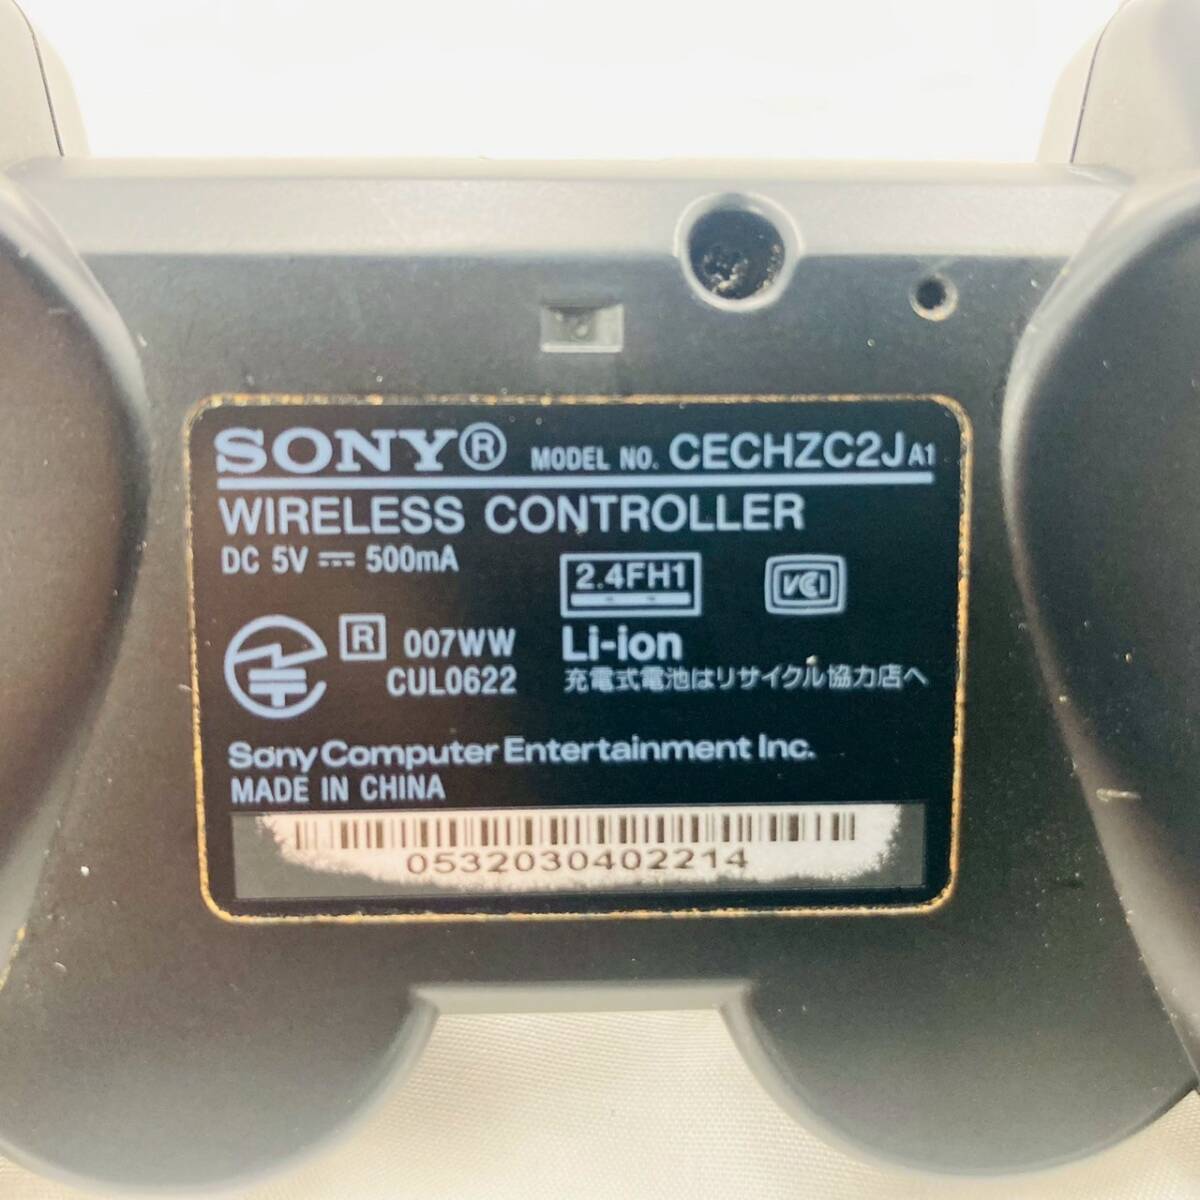 SONY® MODEL NO. CECHZC2J A1
WIRELESS CONTROLLER
DC 5V ⎓ 500mA
2.4FH1
VCI
R 007WW
CUL0622
Li-ion
充電式電池はリサイクル協力店へ
Sony Computer Entertainment Inc.
MADE IN CHINA
0532030402214